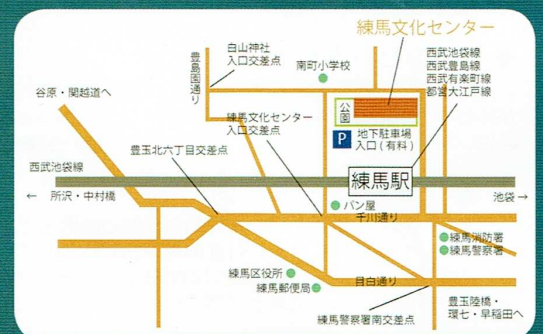 練馬文化センター
白山神社
入口交差点
豊島園通り
南町小学校
西武池袋線
西武豊島線
西武有楽町線
都営大江戸線
谷原・関越道へ
公園
練馬文化センター
入口交差点
P 地下駐車場
入口(有料)
豊玉北六丁目交差点
西武池袋線
練馬駅
← 所沢・中村橋
池袋→
パン屋
千川通り
練馬消防署
練馬警察署
練馬区役所
練馬郵便局
目白通り
豊玉陸橋・
環七・早稲田へ
練馬警察署南交差点